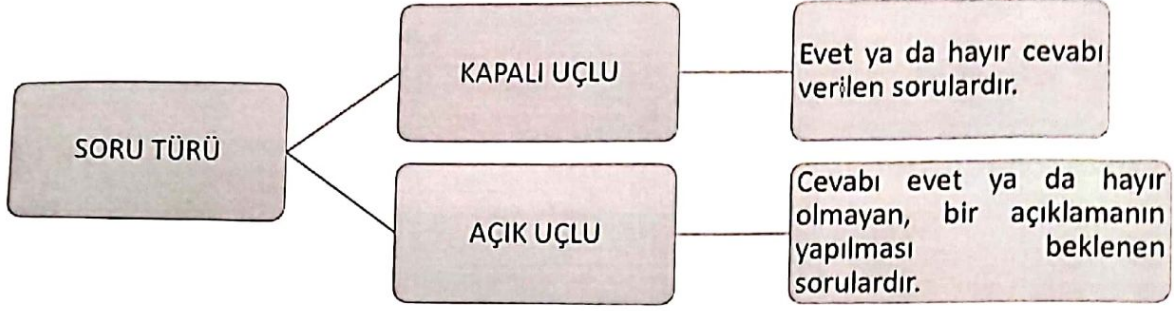 SORU TÜRÜ
KAPALI UÇLU
Evet ya da hayır cevabı
verilen sorulardır.
AÇIK UÇLU
Cevabı evet ya da hayır
olmayan, bir açıklamanın
yapılması beklenen
sorulardır.